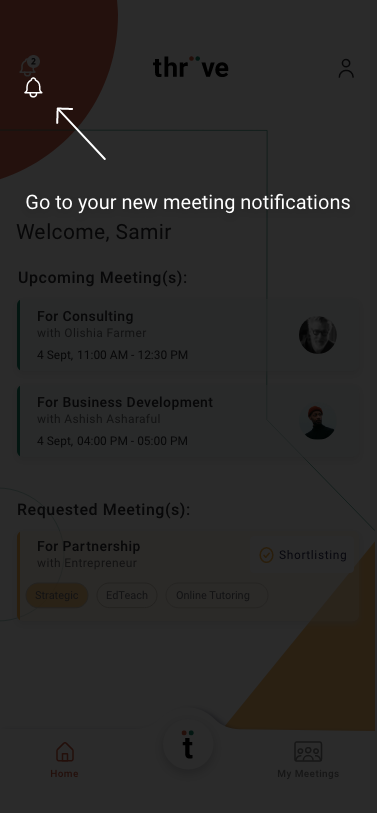 2
thrïve
Go to your new meeting notifications
Welcome, Samir
Upcoming Meeting(s):
For Consulting
with Olishia Farmer
4 Sept, 11:00 AM - 12:30 PM
For Business Development
with Ashish Asharaful
4 Sept, 04:00 PM - 05:00 PM
Requested Meeting(s):
For Partnership
with Entrepreneur
Shortlisting
Strategic
EdTeach
Online Tutoring
ẗ
Home
My Meetings